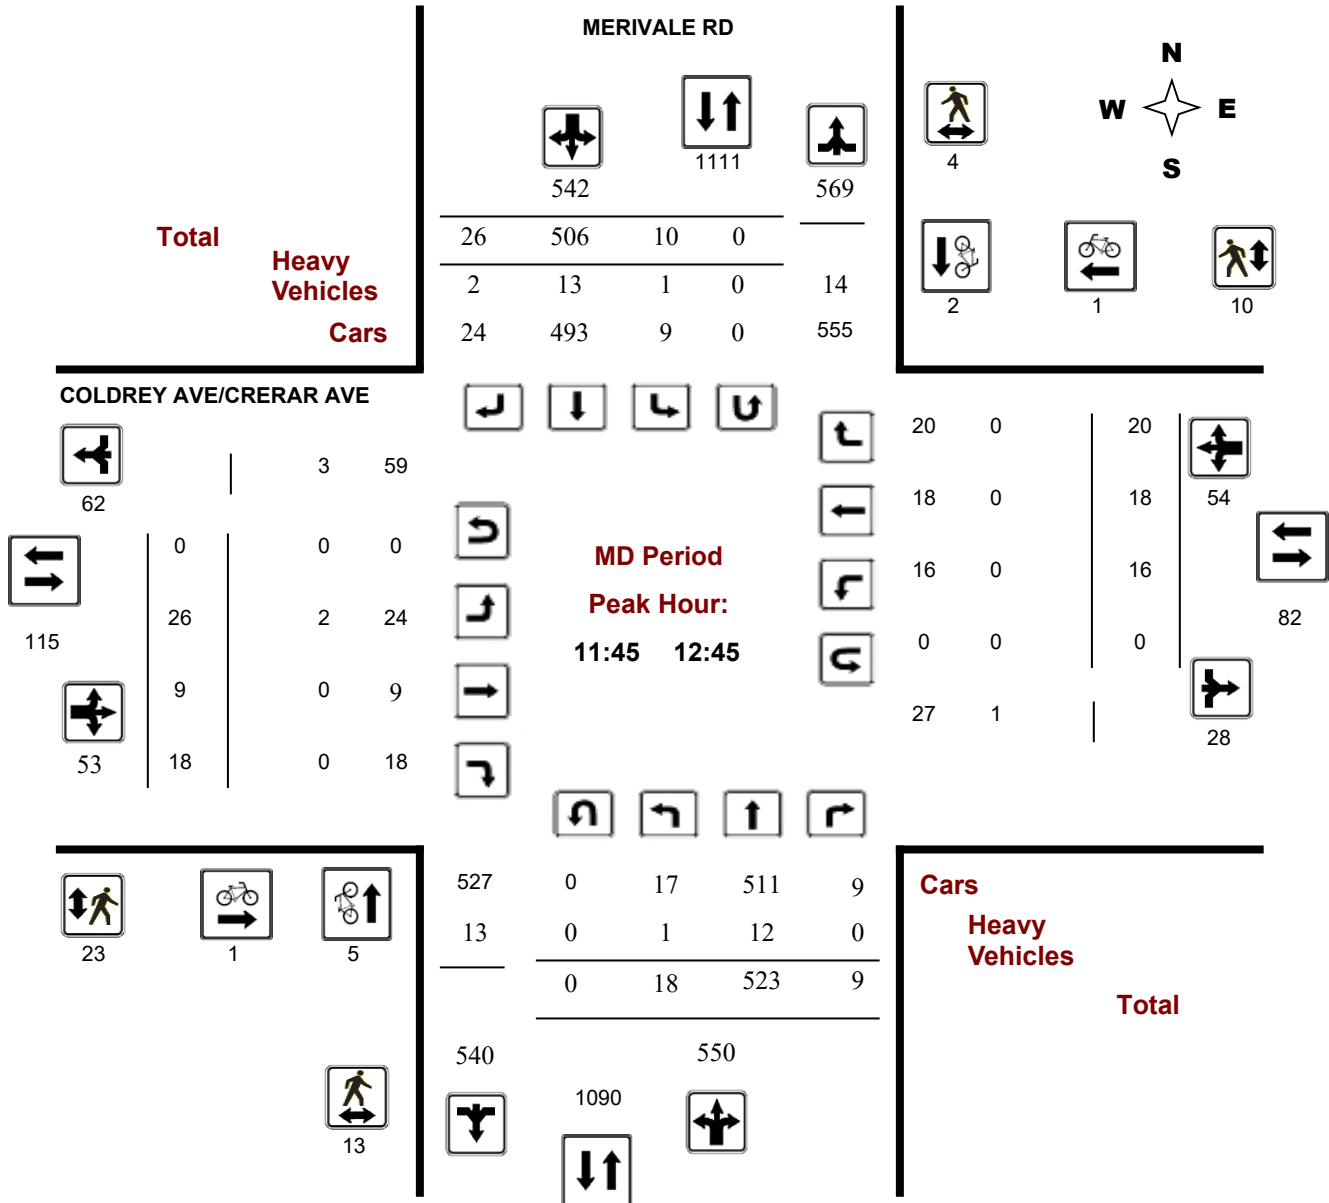 MERIVALE RD
N
W E
S
1111
4
542 569
Total 26 506 10 0
2 1 10
Heavy
Vehicles 2 13 1 0 14
Cars 24 493 9 0 555
COLDREY AVE/CRERAR AVE
20 0 20
3 59
62
18 0 18 54
0 0 0
MD Period
16 0 16
Peak Hour:
26 2 24
82
115
11:45 12:45
0 0 0
9 0 9
27 1
28
53 18 0 18
527 0 17 511 9 Cars
13 0 1 12 0 Heavy
Vehicles
23 1 5
0 18 523 9
Total
540 550
1090
13